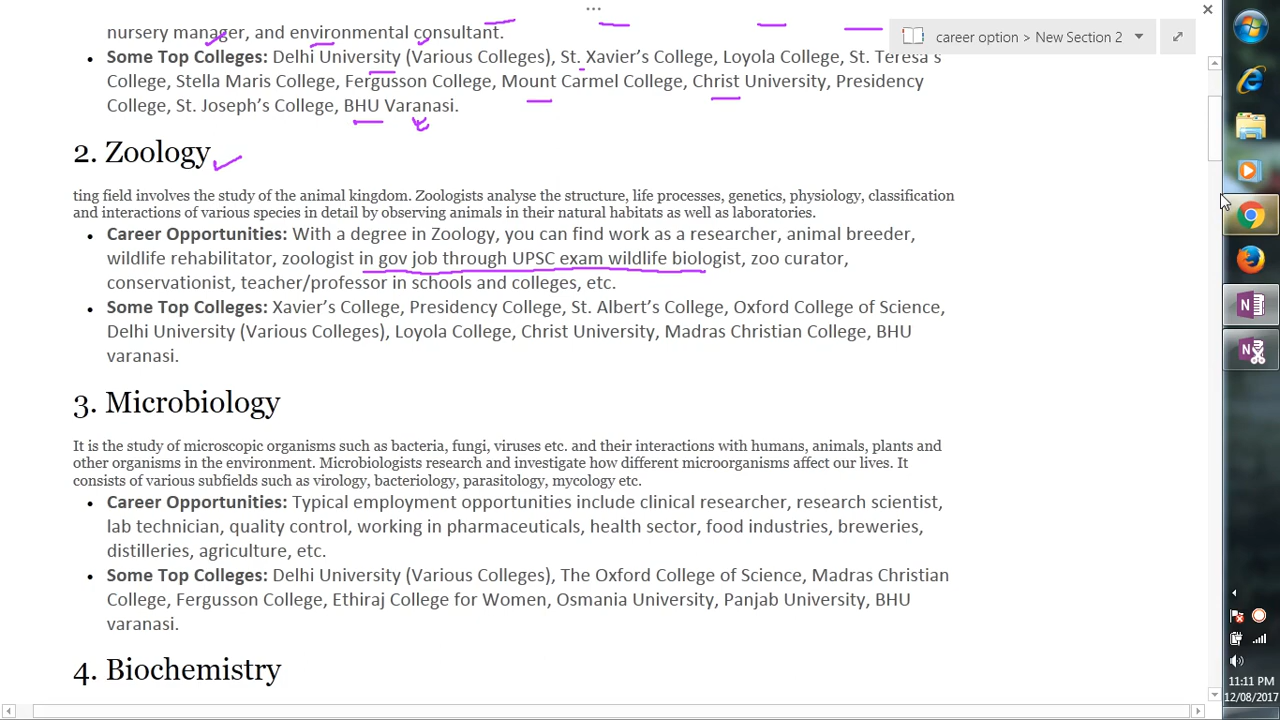 nursery manager, and environmental consultant.
career option > New Section 2
Some Top Colleges: Delhi University (Various Colleges), St. Xavier's College, Loyola College, St. Teresa's
College, Stella Maris College, Fergusson College, Mount Carmel College, Christ University, Presidency
College, St. Joseph's College, BHU Varanasi.
2. Zoology
ting field involves the study of the animal kingdom. Zoologists analyse the structure, life processes, genetics, physiology, classification
and interactions of various species in detail by observing animals in their natural habitats as well as laboratories.
Career Opportunities: With a degree in Zoology, you can find work as a researcher, animal breeder,
wildlife rehabilitator, zoologist in gov job through UPSC exam wildlife biologist, zoo curator,
conservationist, teacher/professor in schools and colleges, etc.
Some Top Colleges: Xavier's College, Presidency College, St. Albert's College, Oxford College of Science,
Delhi University (Various Colleges), Loyola College, Christ University, Madras Christian College, BHU
varanasi.
3. Microbiology
It is the study of microscopic organisms such as bacteria, fungi, viruses etc. and their interactions with humans, animals, plants and
other organisms in the environment. Microbiologists research and investigate how different microorganisms affect our lives. It
consists of various subfields such as virology, bacteriology, parasitology, mycology etc.
Career Opportunities: Typical employment opportunities include clinical researcher, research scientist,
lab technician, quality control, working in pharmaceuticals, health sector, food industries, breweries,
distilleries, agriculture, etc.
Some Top Colleges: Delhi University (Various Colleges), The Oxford College of Science, Madras Christian
College, Fergusson College, Ethiraj College for Women, Osmania University, Panjab University, BHU
varanasi.
4. Biochemistry
11:11 PM
12/08/2017